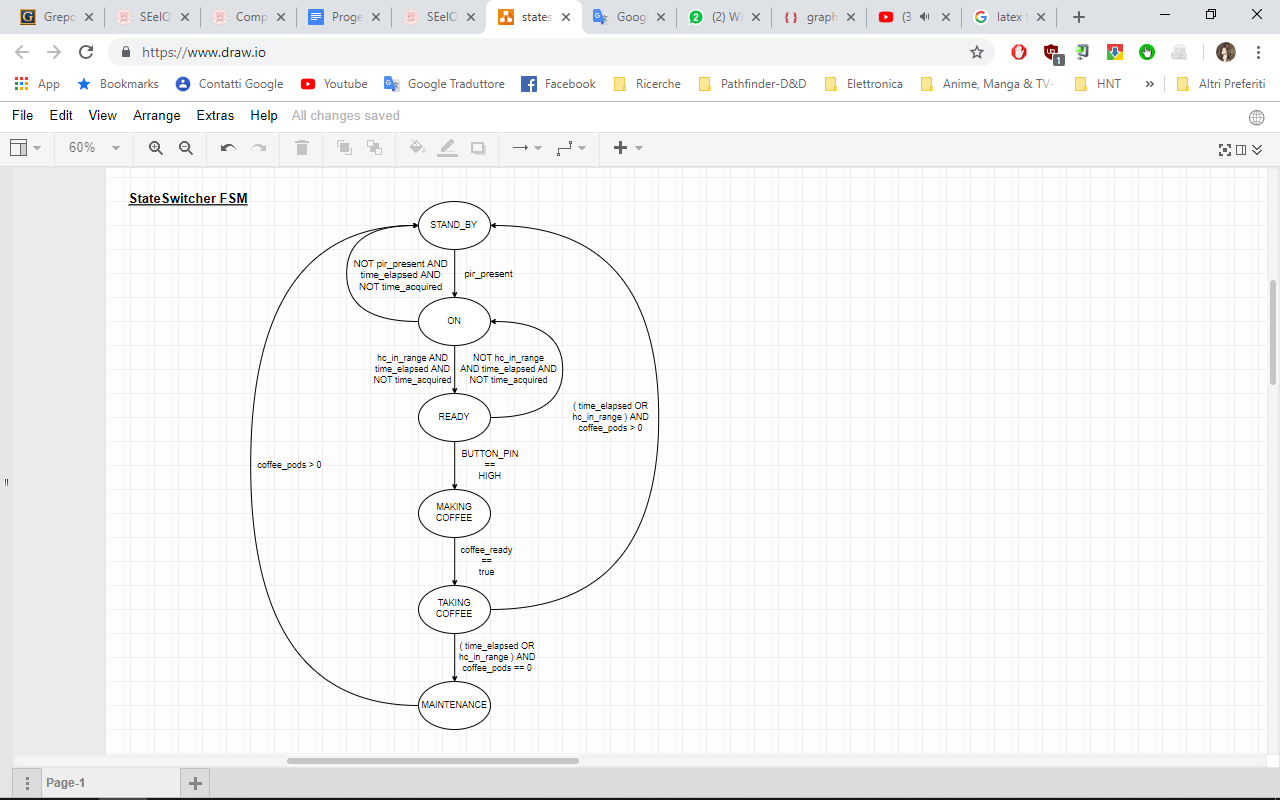 Grepo
SEeIO
Comp
Proge
SEeIO
states
Googl
(2) W
graph
(3
latex t
https://www.draw.io
1
App
Bookmarks
Contatti Google
Youtube
Google Traduttore
Facebook
Ricerche
Pathfinder-D&D
Elettronica
Anime, Manga & TV-
HNT
»
Altri Preferiti
File Edit View Arrange Extras Help All changes saved
60%
StateSwitcher FSM
STAND_BY
NOT pir_present AND
time_elapsed AND
NOT time_acquired
pir_present
ON
hc_in_range AND
time_elapsed AND
NOT time_acquired
NOT hc_in_range
AND time_elapsed AND
NOT time_acquired
READY
( time_elapsed OR
hc_in_range ) AND
coffee_pods > 0
BUTTON_PIN
==
HIGH
coffee_pods > 0
MAKING
COFFEE
coffee_ready
==
true
TAKING
COFFEE
( time_elapsed OR
hc_in_range ) AND
coffee_pods == 0
MAINTENANCE
Page-1